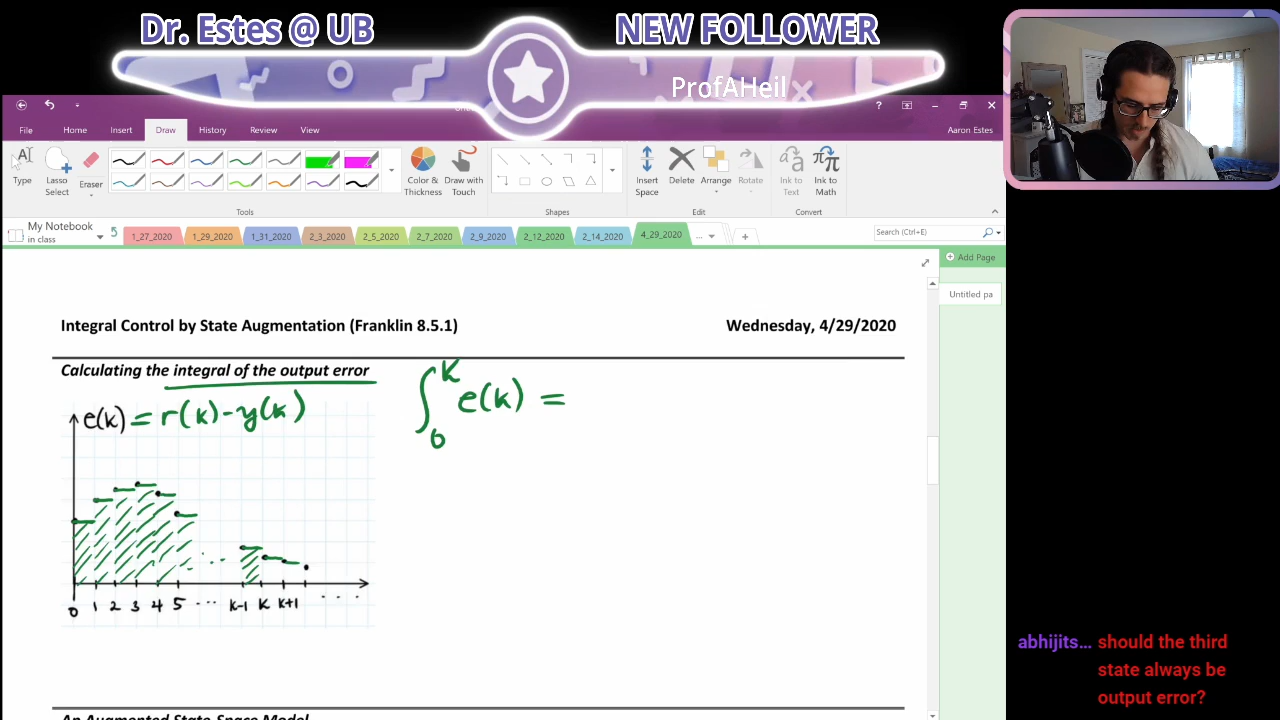 Dr. Estes @ UB
NEW FOLLOWER
ProfAHeil
File Home Insert Draw History Review View
Aaron Estes
Type
Lasso Select
Eraser
Color & Thickness
Draw with Touch
Insert Space
Delete
Arrange
Rotate
Ink to Text
Ink to Math
Tools Shapes Edit Convert
My Notebook
in class
1_27_2020 1_29_2020 1_31_2020 2_3_2020 2_5_2020 2_7_2020 2_9_2020 2_12_2020 2_14_2020 4_29_2020 ...
Search (Ctrl+E)
Add Page
Untitled pa
Integral Control by State Augmentation (Franklin 8.5.1) Wednesday, 4/29/2020
Calculating the integral of the output error
e(k) = r(k) - y(k)
∫₀ᴷ e(k) =
0 1 2 3 4 5 ... k-1 k k+1 ....
An Augmented State-Space Model
abhijits... should the third
state always be
output error?